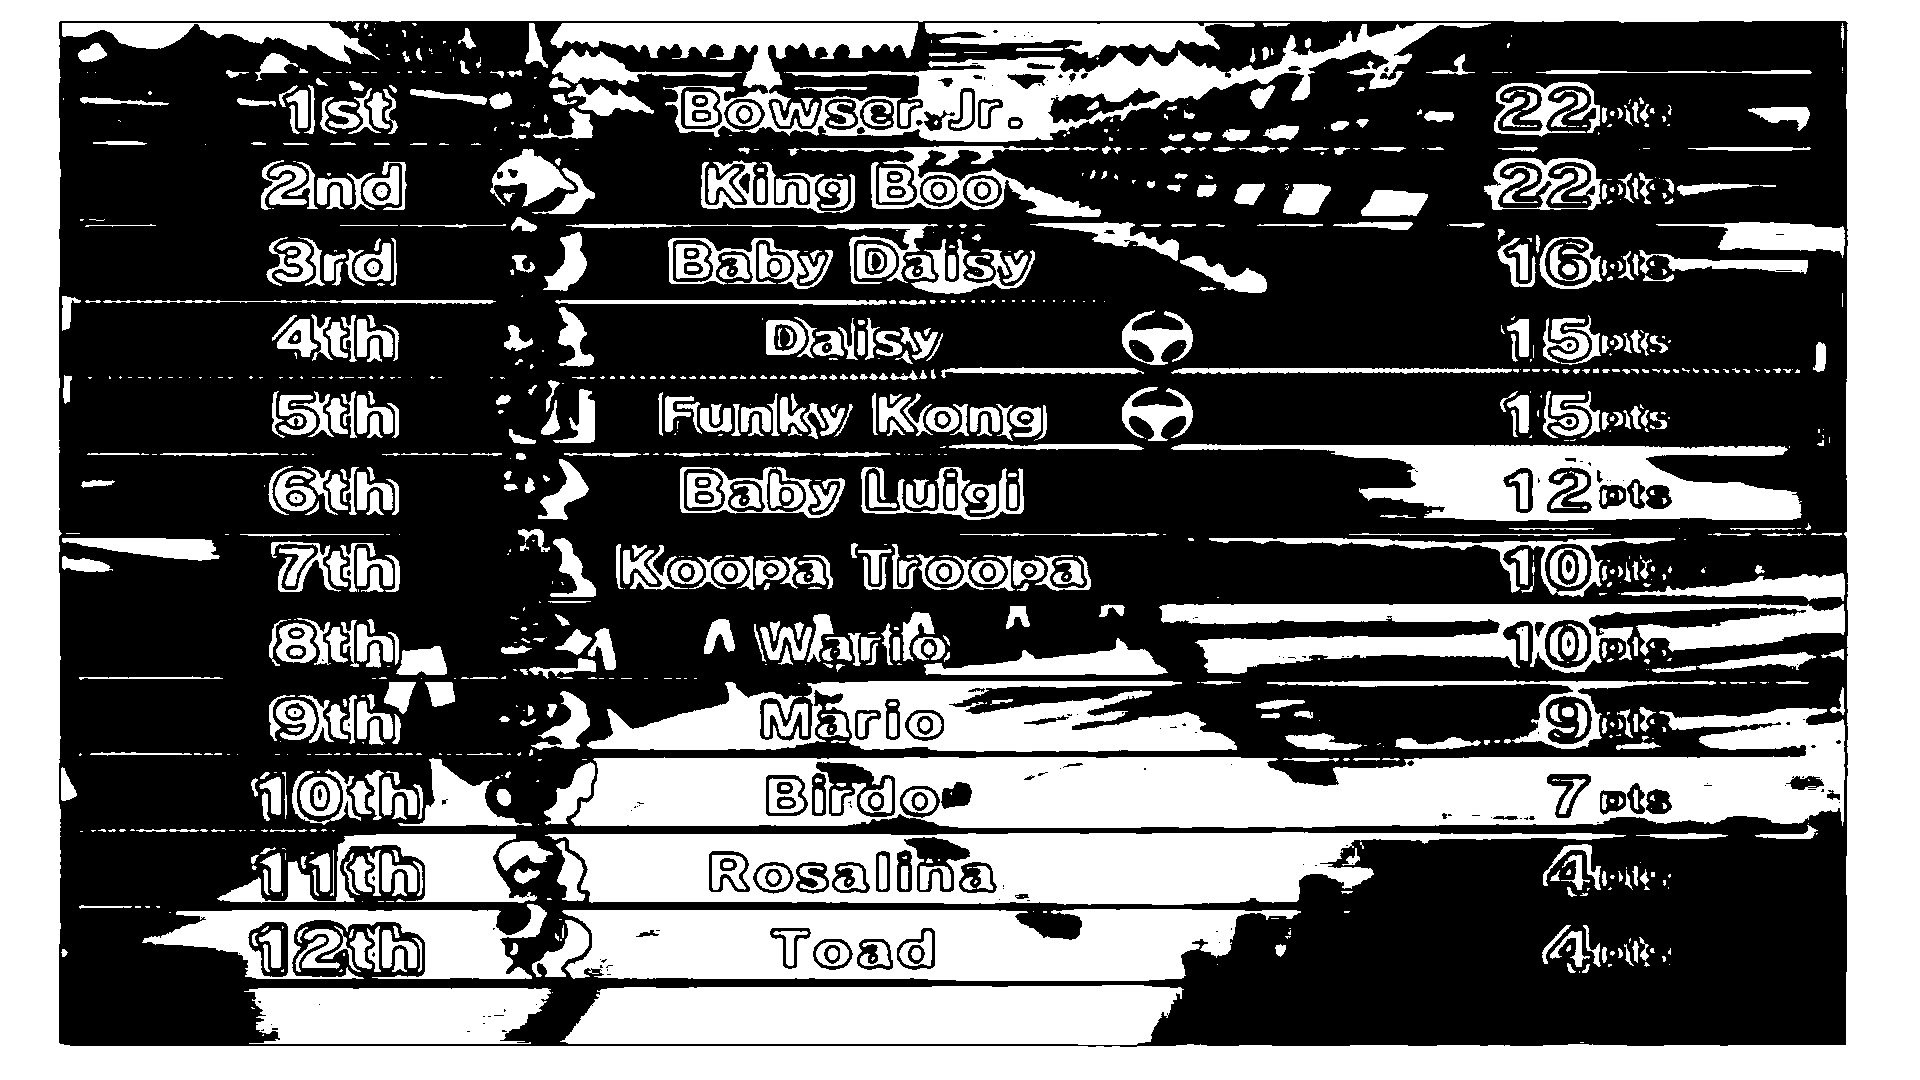 1st Bowser Jr. 22pts
2nd King Boo 22pts
3rd Baby Daisy 16pts
4th Daisy 15pts
5th Funky Kong 15pts
6th Baby Luigi 12pts
7th Koopa Troopa 10pts
8th Wario 10pts
9th Mario 9pts
10th Birdo 7pts
11th Rosalina 4pts
12th Toad 4pts